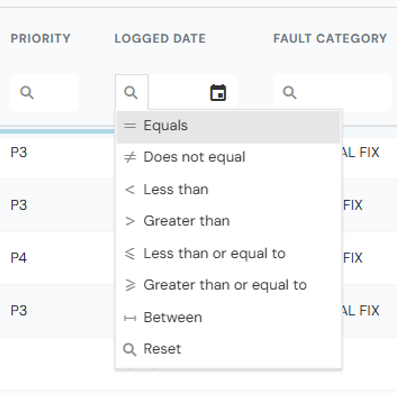 PRIORITY LOGGED DATE FAULT CATEGORY
Equals
P3 AL FIX
Does not equal
Less than
P3 FIX
Greater than
P4 FIX
Less than or equal to
Greater than or equal to
P3 AL FIX
Between
Reset